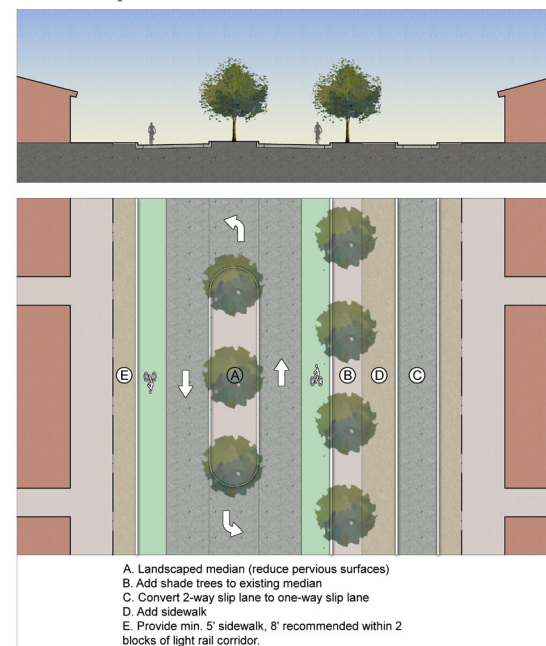 E
A
B
D
C
A. Landscaped median (reduce pervious surfaces)
B. Add shade trees to existing median
C. Convert 2-way slip lane to one-way slip lane
D. Add sidewalk
E. Provide min. 5' sidewalk, 8' recommended within 2
blocks of light rail corridor.